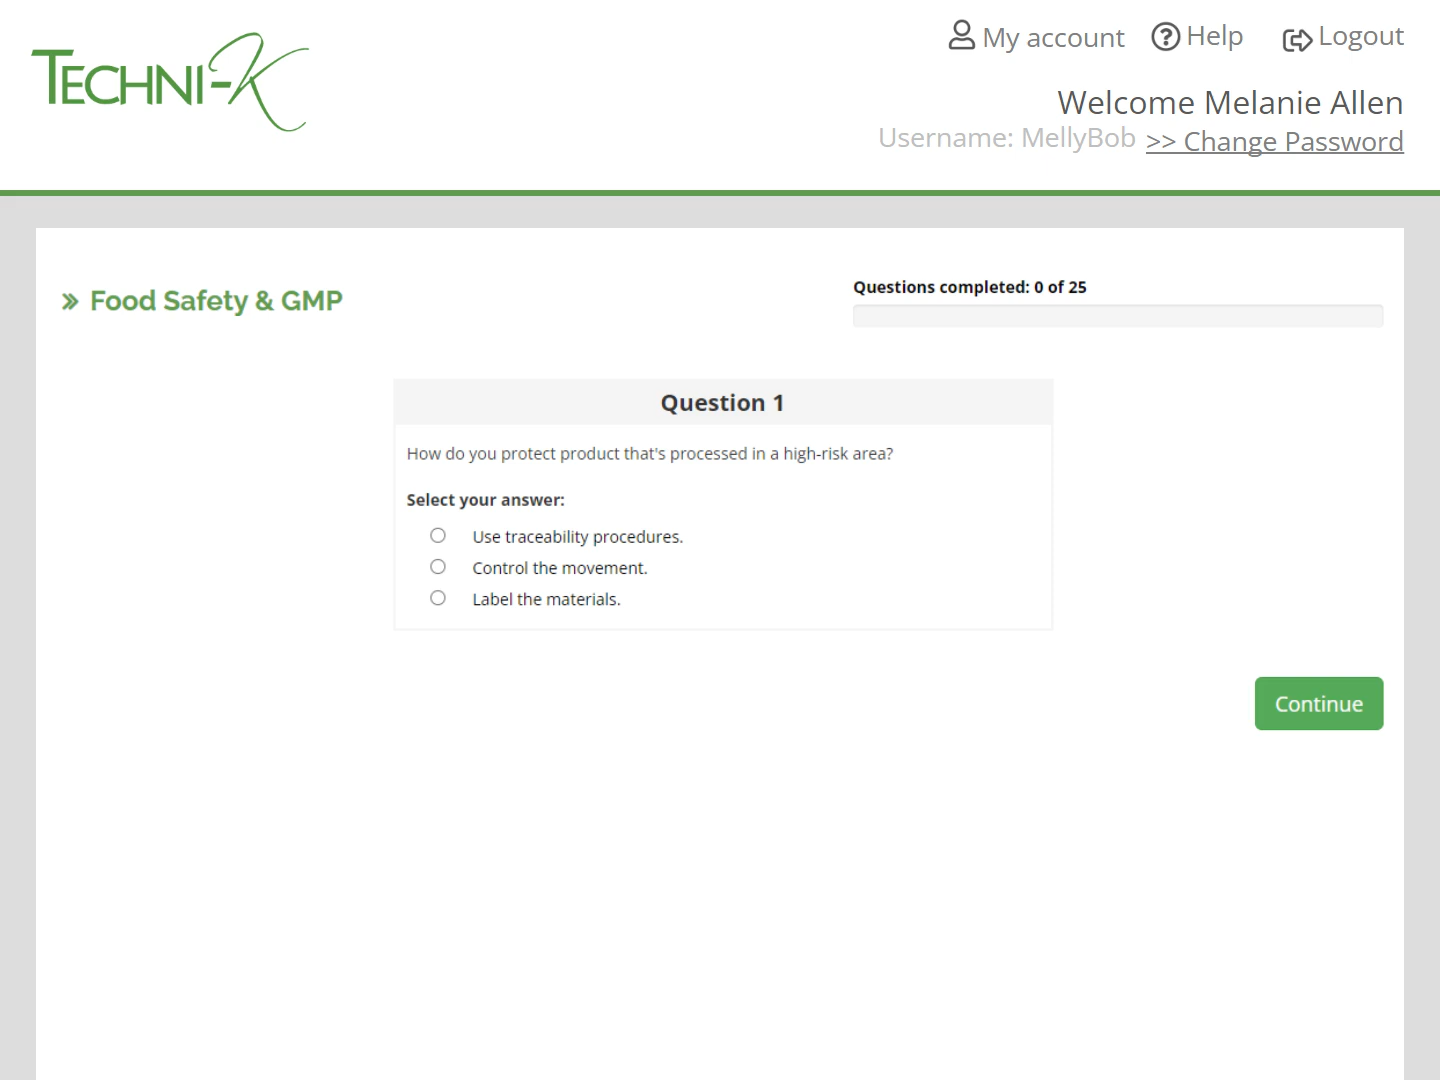 TECHNI-K
My account
Help
Logout
Welcome Melanie Allen
Username: MellyBob >> Change Password
» Food Safety & GMP
Questions completed: 0 of 25
Question 1
How do you protect product that's processed in a high-risk area?
Select your answer:
Use traceability procedures.
Control the movement.
Label the materials.
Continue